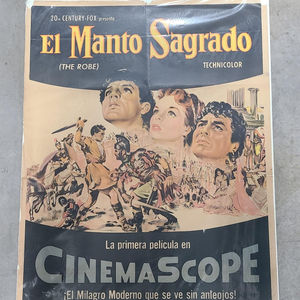 20th CENTURY-FOX presenta
EL MANTO SAGRADO
(THE ROBE)
TECHNICOLOR
La primera película en
CINEMASCOPE
¡El Milagro Moderno que se ve sin anteojos!